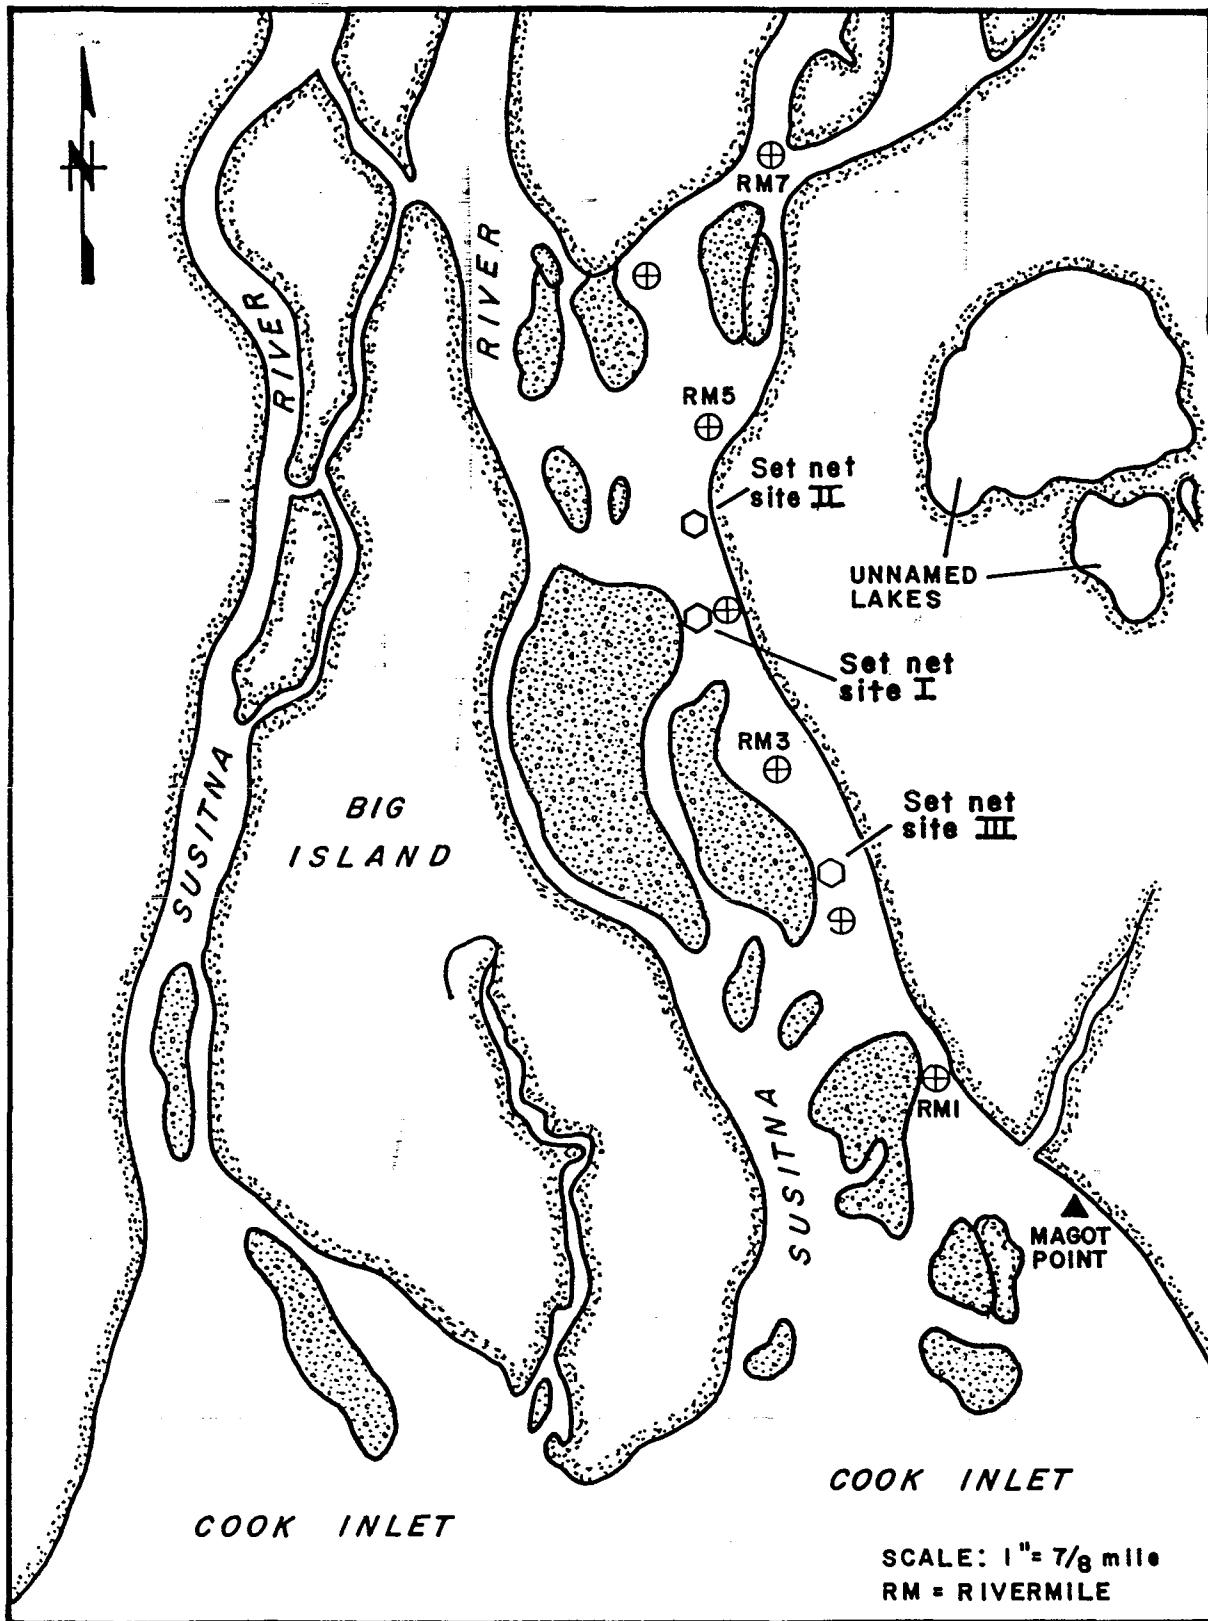 N
RM7
RIVER
RIVER
RM5
Set net
site II
UNNAMED
LAKES
Set net
site I
RM3
SUSITNA
BIG
ISLAND
Set net
site III
RM1
SUSITNA
MAGOT
POINT
COOK INLET
COOK INLET
SCALE: 1"= 7/8 mile
RM = RIVERMILE